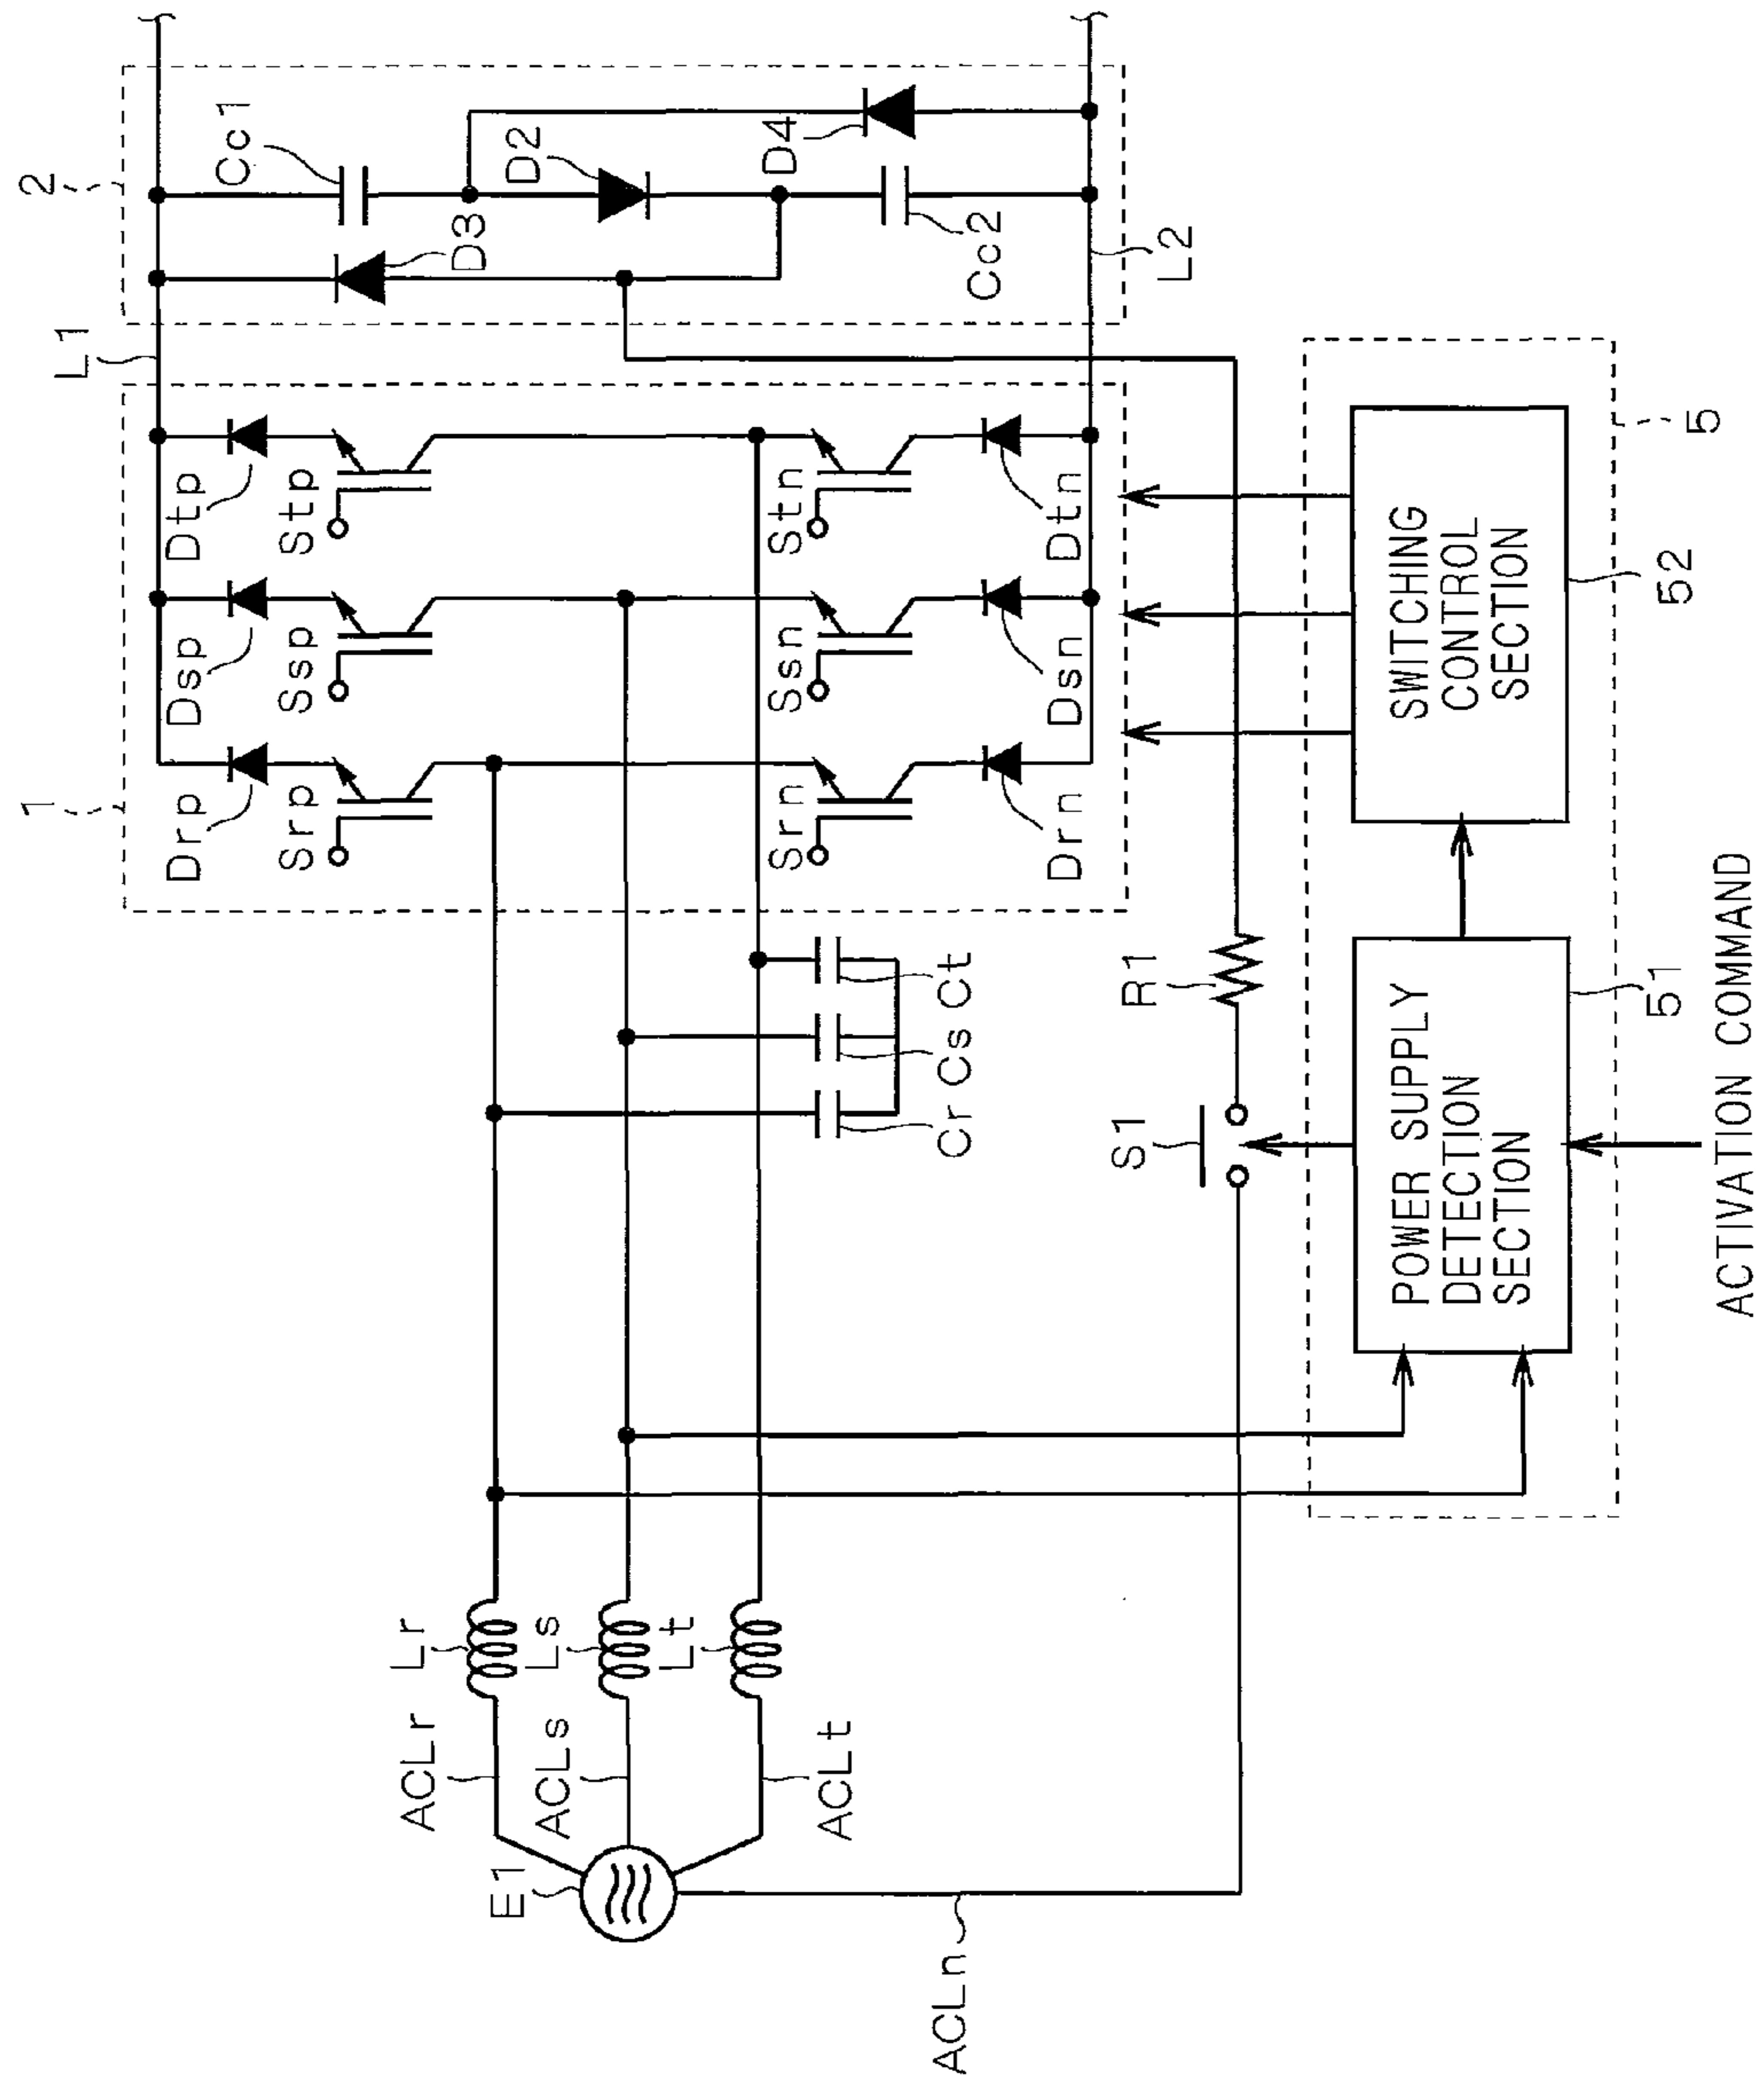 1
L1
2
Drp
Dsp
Dtp
Srp
Ssp
Stp
Cc1
D3
D2
D4
Cc2
L2
Srn
Ssn
Stn
Drn
Dsn
Dtn
E1
ACLr
ACLs
ACLt
ACLn
Lr
Ls
Lt
Cr
Cs
Ct
S1
R1
POWER SUPPLY
DETECTION
SECTION
51
SWITCHING
CONTROL
SECTION
52
5
ACTIVATION COMMAND